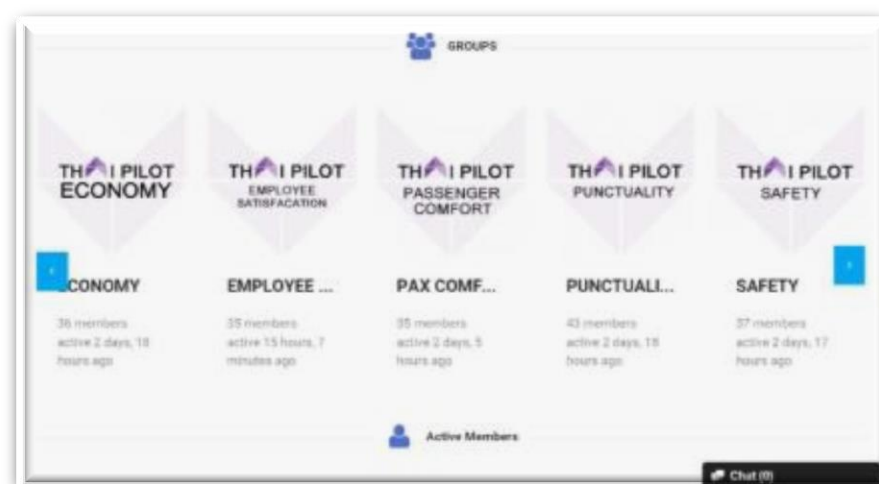 GROUPS
THAI PILOT
ECONOMY
THAI PILOT
EMPLOYEE
SATISFACATION
THAI PILOT
PASSENGER
COMFORT
THAI PILOT
PUNCTUALITY
THAI PILOT
SAFETY
ECONOMY
36 members
active 2 days, 18
hours ago
EMPLOYEE ...
35 members
active 15 hours, 7
minutes ago
PAX COMF...
35 members
active 2 days, 5
hours ago
PUNCTUALI...
43 members
active 2 days, 18
hours ago
SAFETY
37 members
active 2 days, 17
hours ago
Active Members
Chat (0)